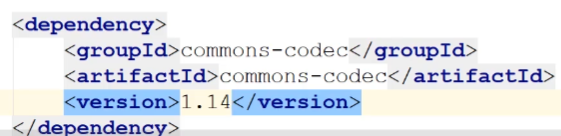 <dependency>
<groupId>commons-codec</groupId>
<artifactId>commons-codec</artifactId>
<version>1.14</version>
</dependency>